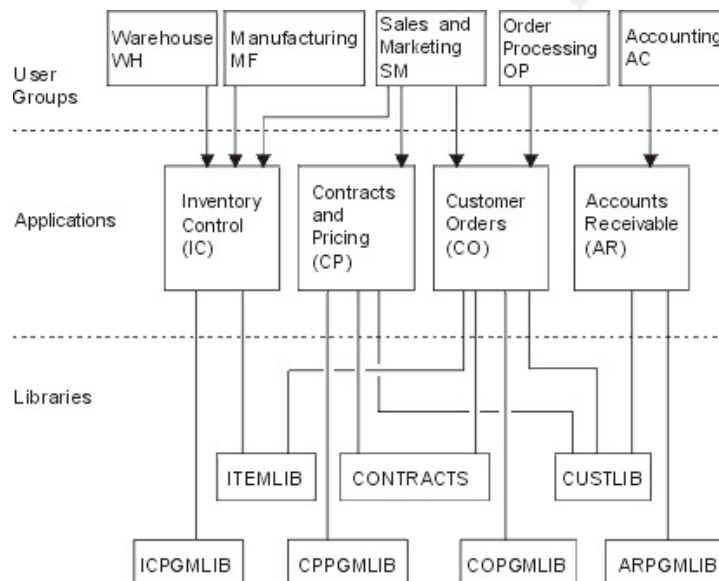 Warehouse
WH
Manufacturing
MF
Sales and
Marketing
SM
Order
Processing
OP
Accounting
AC
User
Groups
Applications
Inventory
Control
(IC)
Contracts
and
Pricing
(CP)
Customer
Orders
(CO)
Accounts
Receivable
(AR)
Libraries
ITEMLIB
CONTRACTS
CUSTLIB
ICPGMLIB
CPPGMLIB
COPGMLIB
ARPGMLIB